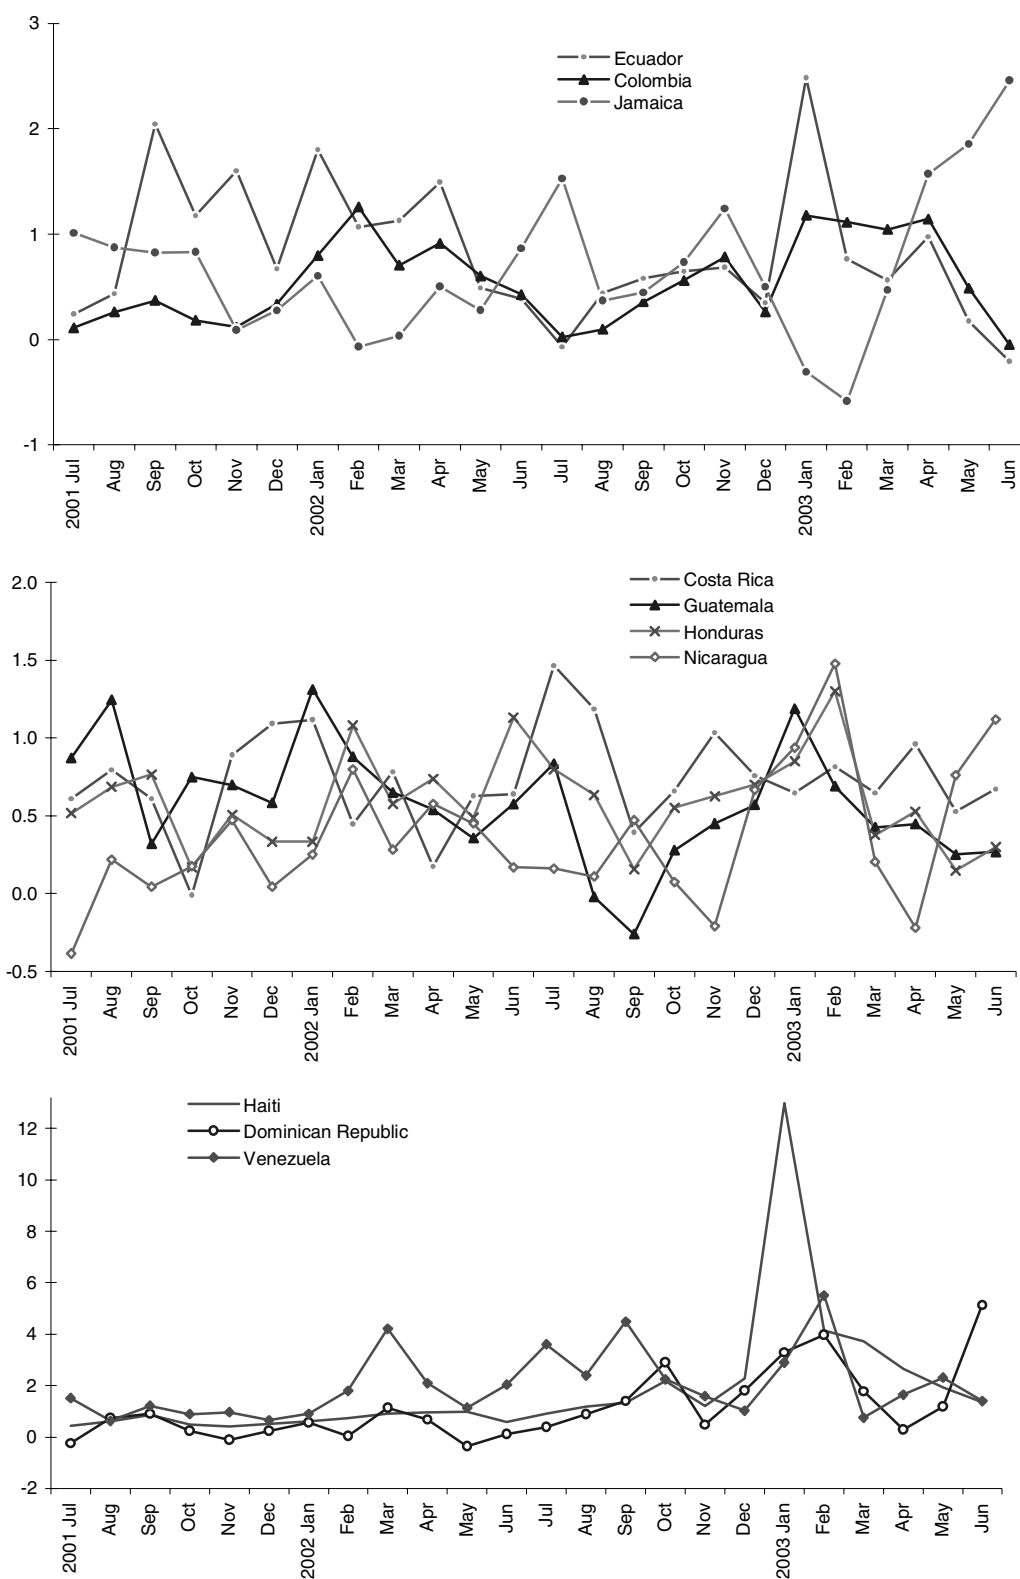 3
2
1
0
-1
Ecuador
Colombia
Jamaica
2001 Jul
Aug
Sep
Oct
Nov
Dec
2002 Jan
Feb
Mar
Apr
May
Jun
Jul
Aug
Sep
Oct
Nov
Dec
2003 Jan
Feb
Mar
Apr
May
Jun
2.0
1.5
1.0
0.5
0.0
-0.5
Costa Rica
Guatemala
Honduras
Nicaragua
2001 Jul
Aug
Sep
Oct
Nov
Dec
2002 Jan
Feb
Mar
Apr
May
Jun
Jul
Aug
Sep
Oct
Nov
Dec
2003 Jan
Feb
Mar
Apr
May
Jun
12
10
8
6
4
2
0
-2
Haiti
Dominican Republic
Venezuela
2001 Jul
Aug
Sep
Oct
Nov
Dec
2002 Jan
Feb
Mar
Apr
May
Jun
Jul
Aug
Sep
Oct
Nov
Dec
2003 Jan
Feb
Mar
Apr
May
Jun